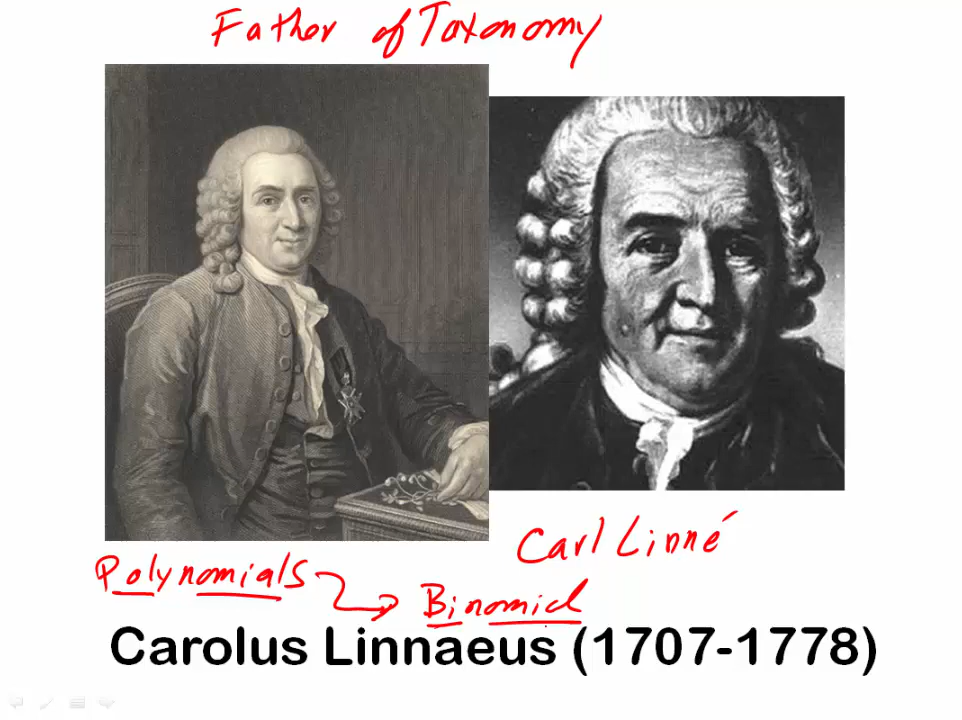 Father of Taxonomy
Carl Linné
Polynomials
Binomial
Carolus Linnaeus (1707-1778)